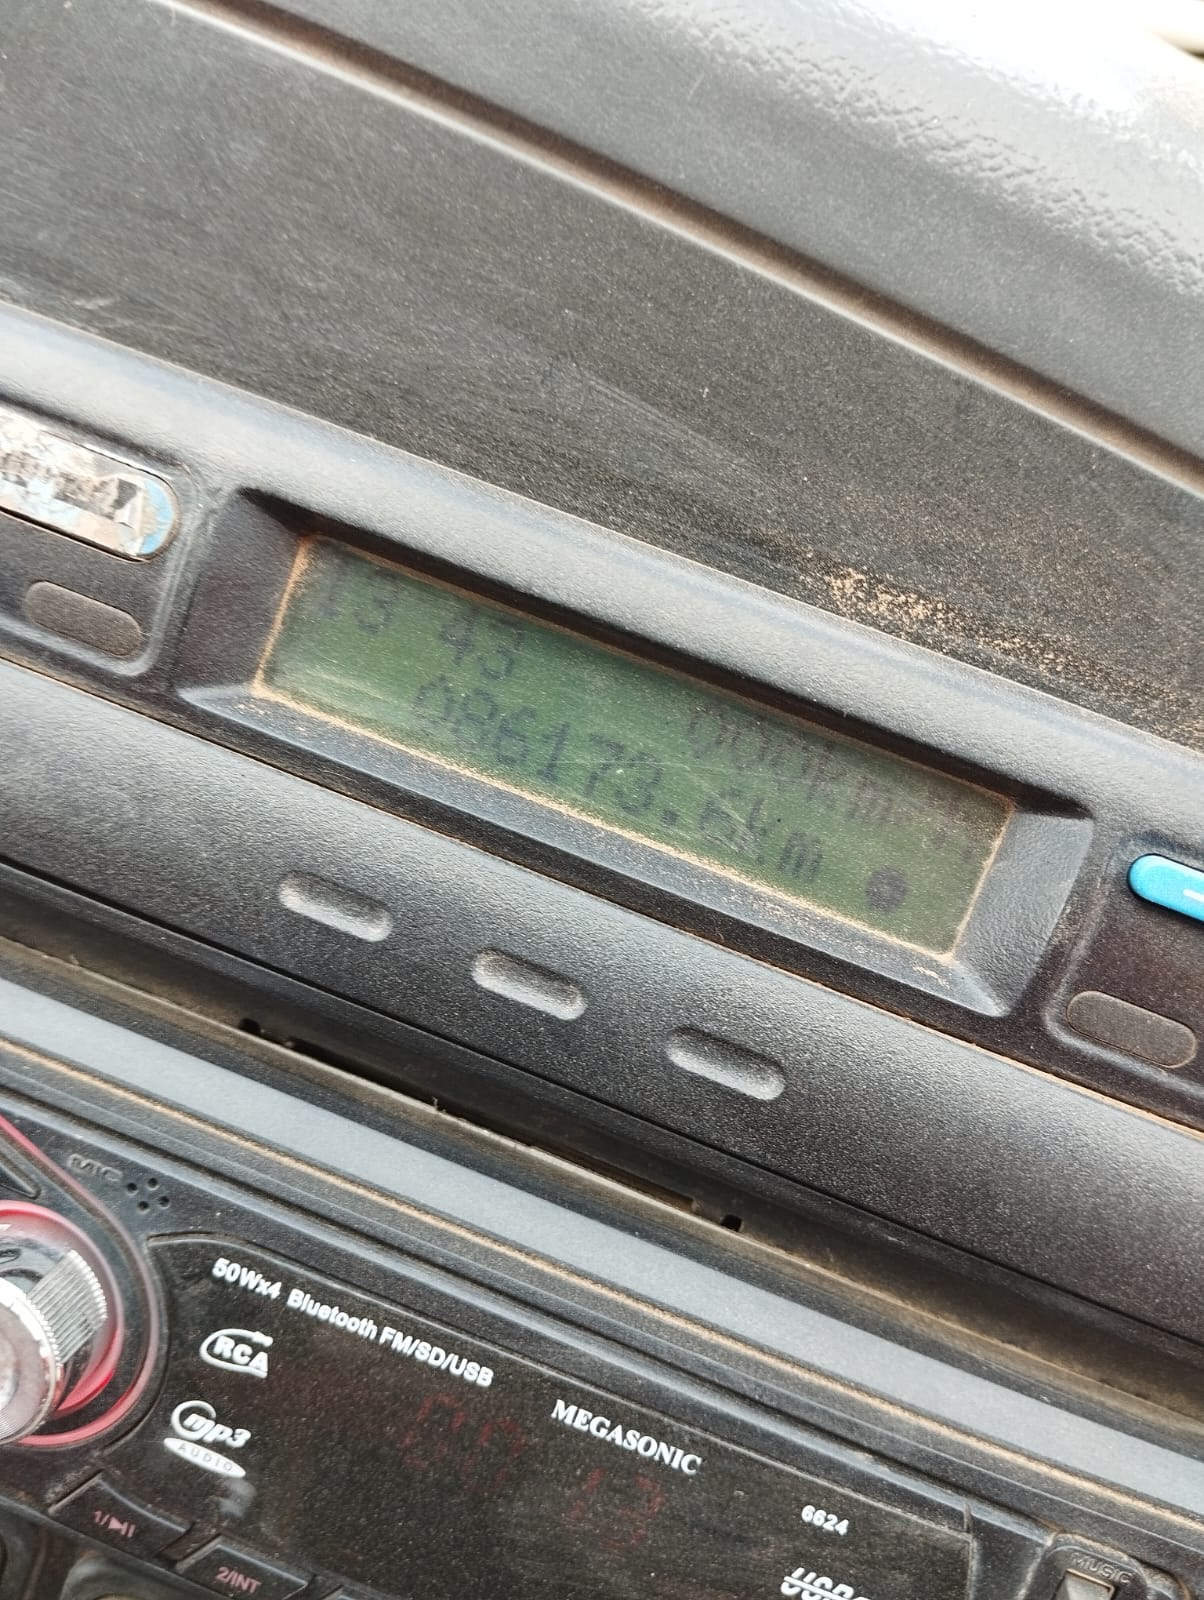 13 43
000km/h
086173.6km
MIC
50Wx4 Bluetooth FM/SD/USB
RCA
MEGASONIC
mp3
AUDIO
6624
1/▶II
2/INT
MUSIC